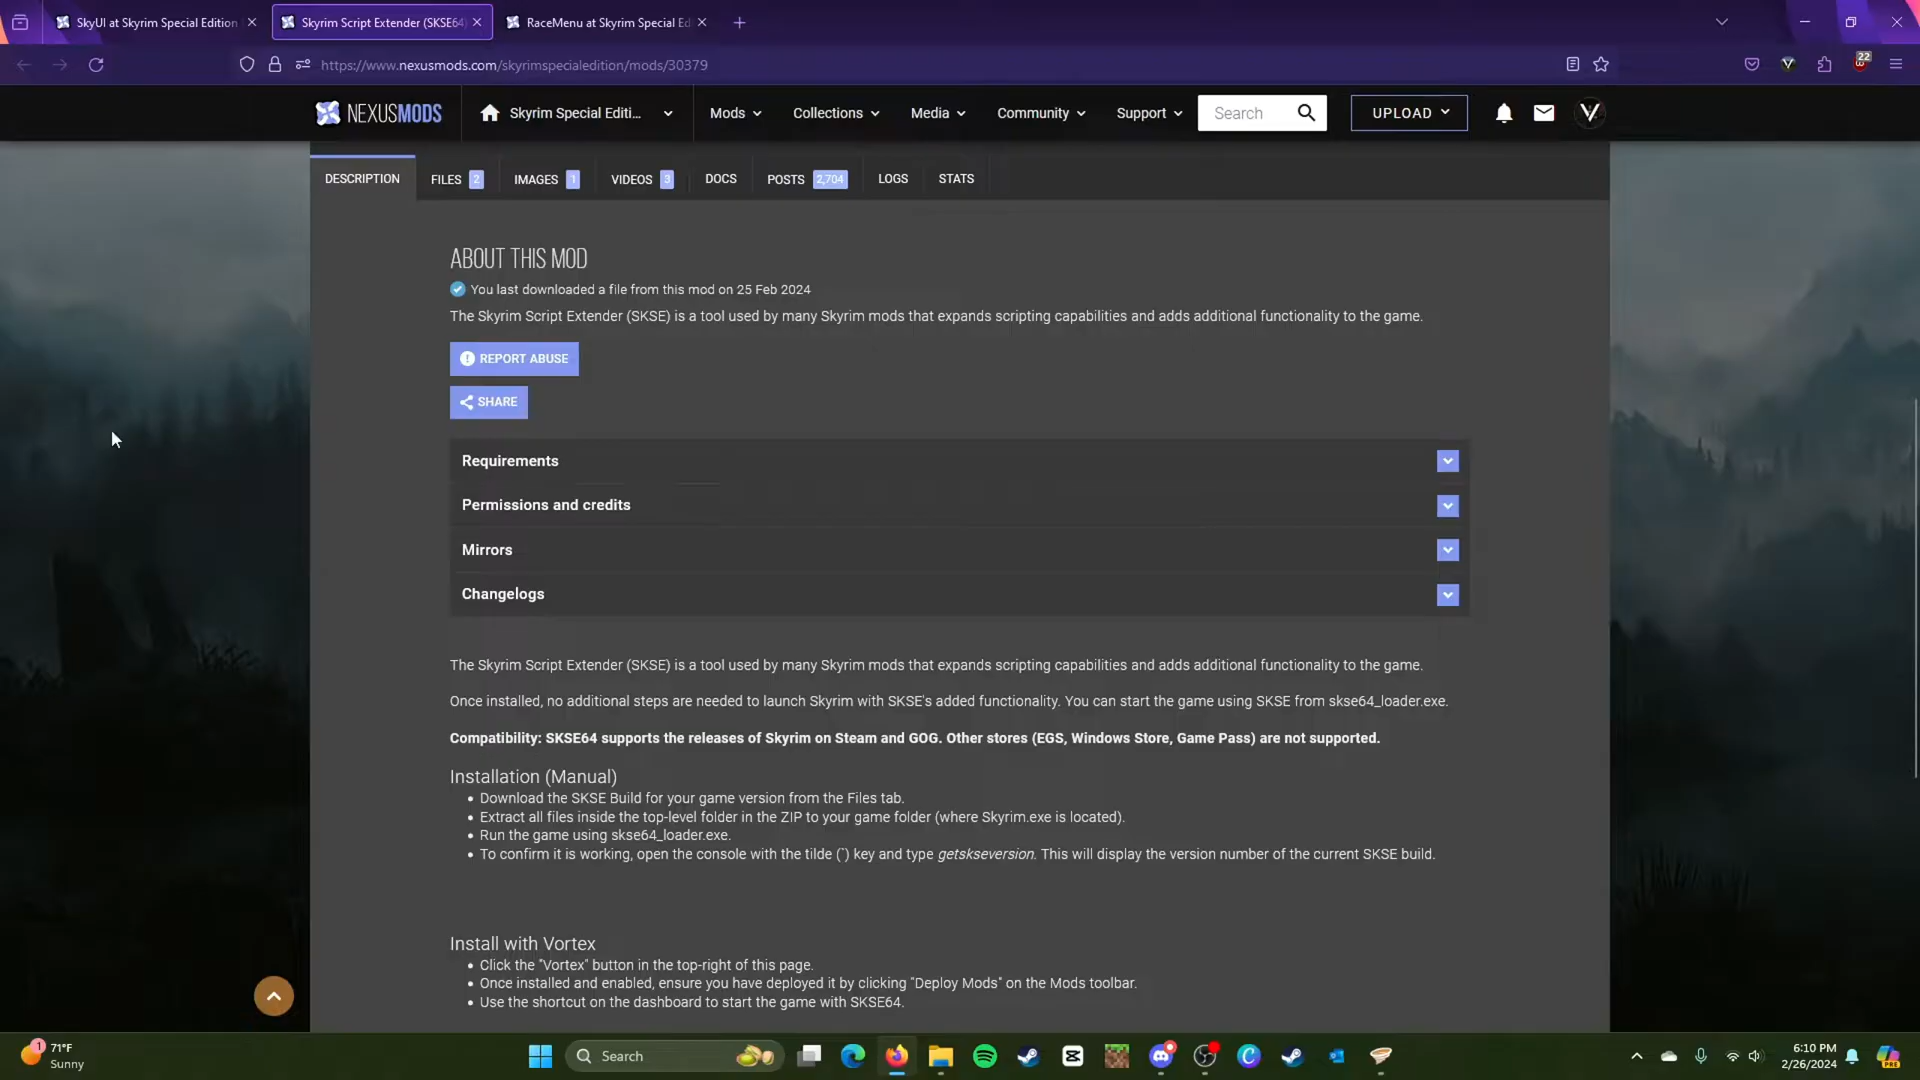 SkyUI at Skyrim Special Edition
Skyrim Script Extender (SKSE64)
RaceMenu at Skyrim Special Edi
https://www.nexusmods.com/skyrimspecialedition/mods/30379
22
NEXUSMODS
Skyrim Special Editi...
Mods
Collections
Media
Community
Support
Search
UPLOAD
DESCRIPTION
FILES 2
IMAGES 1
VIDEOS 3
DOCS
POSTS 2,704
LOGS
STATS
ABOUT THIS MOD
You last downloaded a file from this mod on 25 Feb 2024
The Skyrim Script Extender (SKSE) is a tool used by many Skyrim mods that expands scripting capabilities and adds additional functionality to the game.
REPORT ABUSE
SHARE
Requirements
Permissions and credits
Mirrors
Changelogs
The Skyrim Script Extender (SKSE) is a tool used by many Skyrim mods that expands scripting capabilities and adds additional functionality to the game.
Once installed, no additional steps are needed to launch Skyrim with SKSE's added functionality. You can start the game using SKSE from skse64_loader.exe.
Compatibility: SKSE64 supports the releases of Skyrim on Steam and GOG. Other stores (EGS, Windows Store, Game Pass) are not supported.
Installation (Manual)
• Download the SKSE Build for your game version from the Files tab.
• Extract all files inside the top-level folder in the ZIP to your game folder (where Skyrim.exe is located).
• Run the game using skse64_loader.exe.
• To confirm it is working, open the console with the tilde (`) key and type getskseversion. This will display the version number of the current SKSE build.
Install with Vortex
• Click the "Vortex" button in the top-right of this page.
• Once installed and enabled, ensure you have deployed it by clicking "Deploy Mods" on the Mods toolbar.
• Use the shortcut on the dashboard to start the game with SKSE64.
1
71°F
Sunny
Search
6:10 PM
2/26/2024
PRE